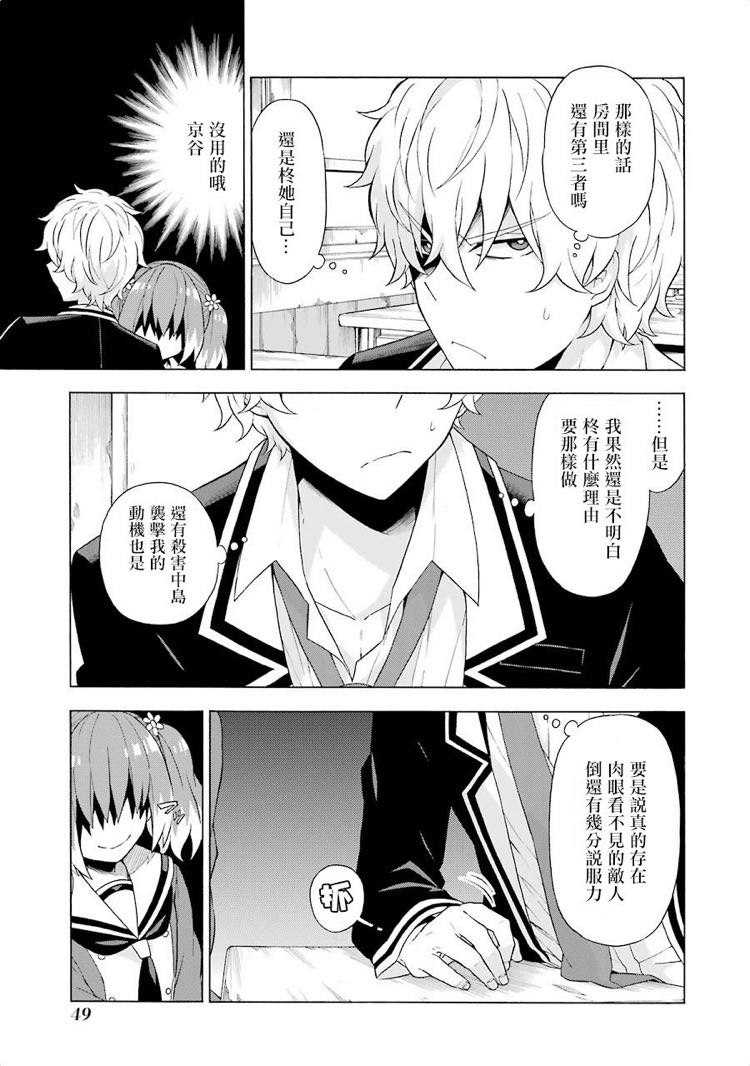 那樣的話
房間里
還有第三者嗎
還是柊她自己…
沒用的哦
京谷
……但是
我果然還是不明白
柊有什麼理由
要那樣做
還有殺害中島
襲擊我的
動機也是
要是説真的存在
肉眼看不見的敵人
倒還有幾分説服力
抓
49